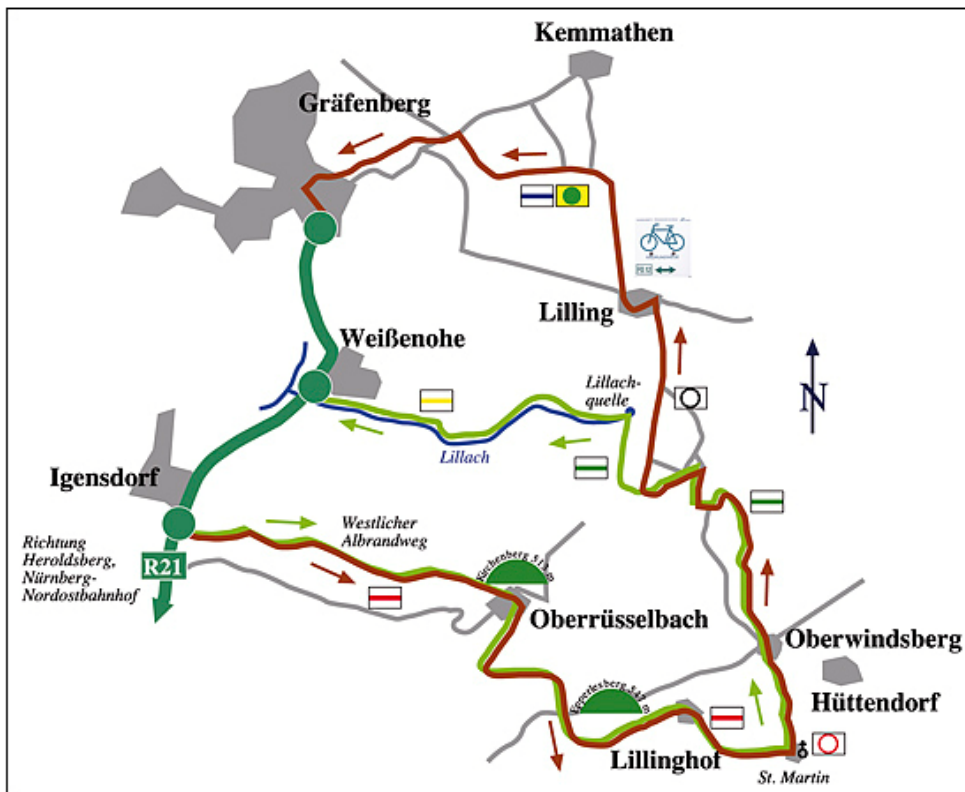 Kemmathen
Gräfenberg
Lilling
Weißenohe
Lillach-
quelle
N
Lillach
Igensdorf
Westlicher
Albrandweg
Richtung
Heroldsberg,
Nürnberg-
Nordostbahnhof
R21
Kirchenberg 513 m
Oberrüsselbach
Oberwindsberg
Hüttendorf
Epperlesberg 547 m
Lillinghof
St. Martin